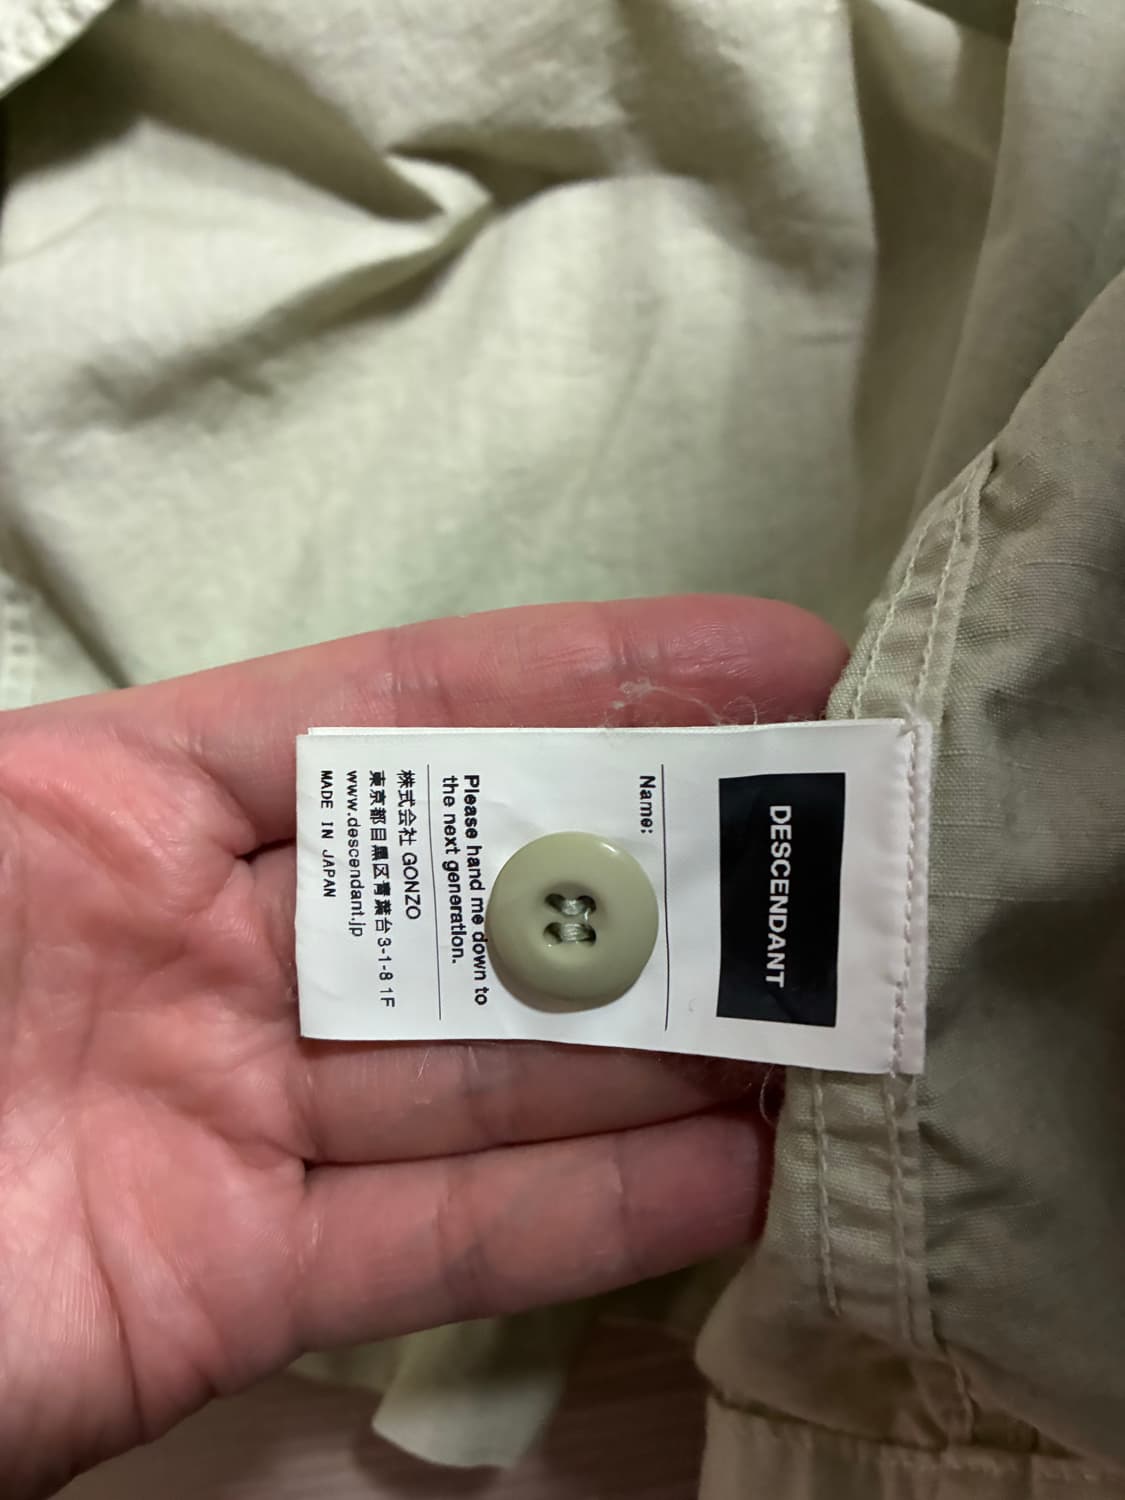 DESCENDANT
Name:
Please hand me down to
the next generation.
株式会社 GONZO
東京都目黒区青葉台3-1-8 1F
www.descendant.jp
MADE IN JAPAN